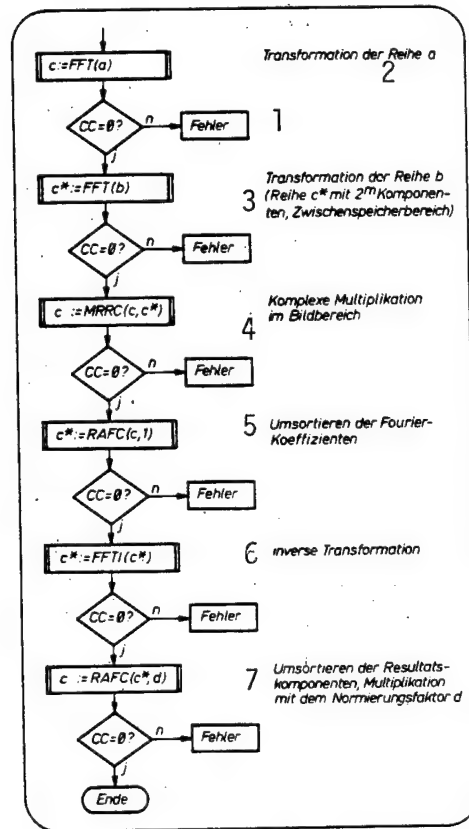 Transformation der Reihe a
2
c:=FFT(a)
CC=0?
n
Fehler
1
j
c*:=FFT(b)
3
Transformation der Reihe b
(Reihe c* mit 2^m Komponen-
ten, Zwischenspeicherbereich)
CC=0?
n
Fehler
j
c :=MRRC(c,c*)
4
Komplexe Multiplikation
im Bildbereich
CC=0?
n
Fehler
j
c*:=RAFC(c,1)
5
Umsortieren der Fourier-
Koeffizienten
CC=0?
n
Fehler
j
c*:=FFTI(c*)
6
Inverse Transformation
CC=0?
n
Fehler
j
c :=RAFC(c*,d)
7
Umsortieren der Resultats-
komponenten, Multiplikation
mit dem Normierungsfaktor d
CC=0?
n
Fehler
j
Ende